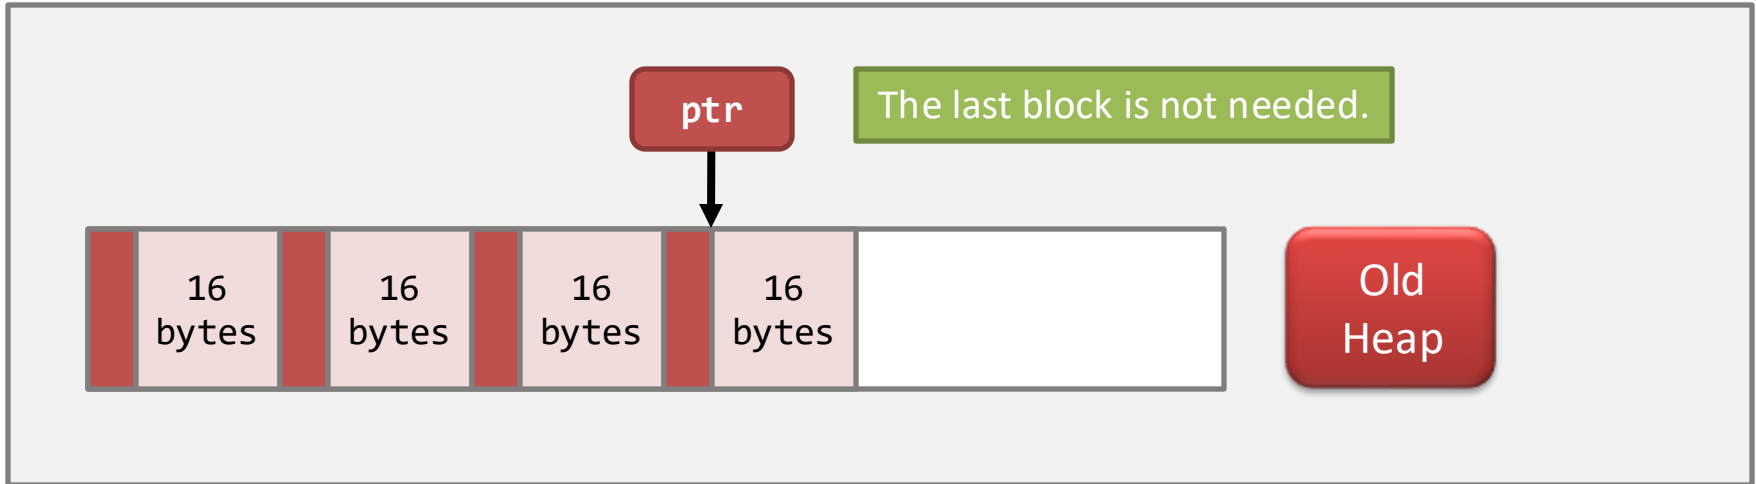 ptr
The last block is not needed.
16
bytes
16
bytes
16
bytes
16
bytes
Old
Heap